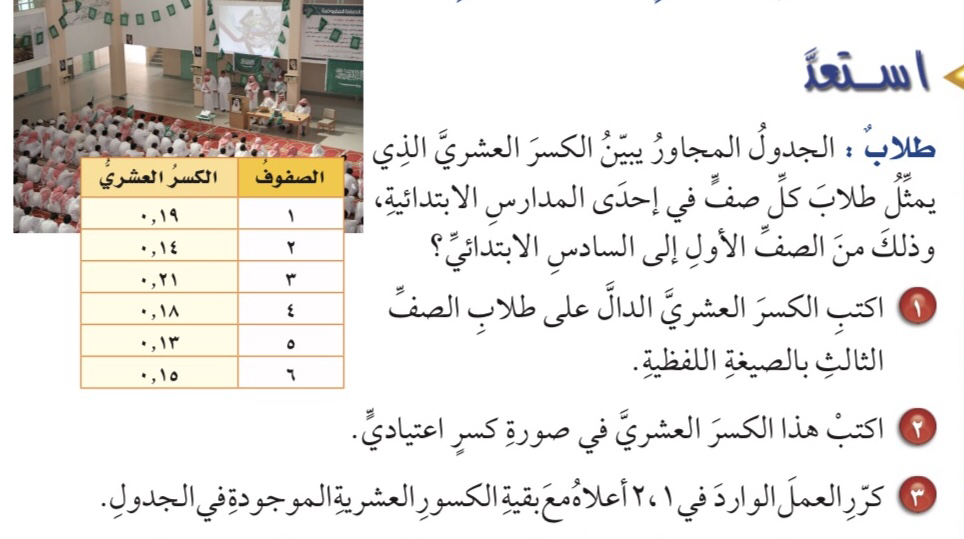 استعدَّ
طلابٌ : الجدولُ المجاورُ يبيّنُ الكسرَ العشريَّ الذِي
يمثِّلُ طلابَ كلِّ صفٍّ في إحدَى المدارسِ الابتدائيةِ،
وذلكَ منَ الصفِّ الأولِ إلى السادسِ الابتدائيِّ؟
الصفوفُ الكسرُ العشريُّ
١ ٠,١٩
٢ ٠,١٤
٣ ٠,٢١
٤ ٠,١٨
٥ ٠,١٣
٦ ٠,١٥
١ اكتبِ الكسرَ العشريَّ الدالَّ على طلابِ الصفِّ
الثالثِ بالصيغةِ اللفظيةِ.
٢ اكتبْ هذا الكسرَ العشريَّ في صورةِ كسرٍ اعتياديٍّ.
٣ كرّرِ العملَ الواردَ في ١،٢ أعلاهُ معَ بقيةِ الكسورِ العشريةِ الموجودةِ في الجدولِ.